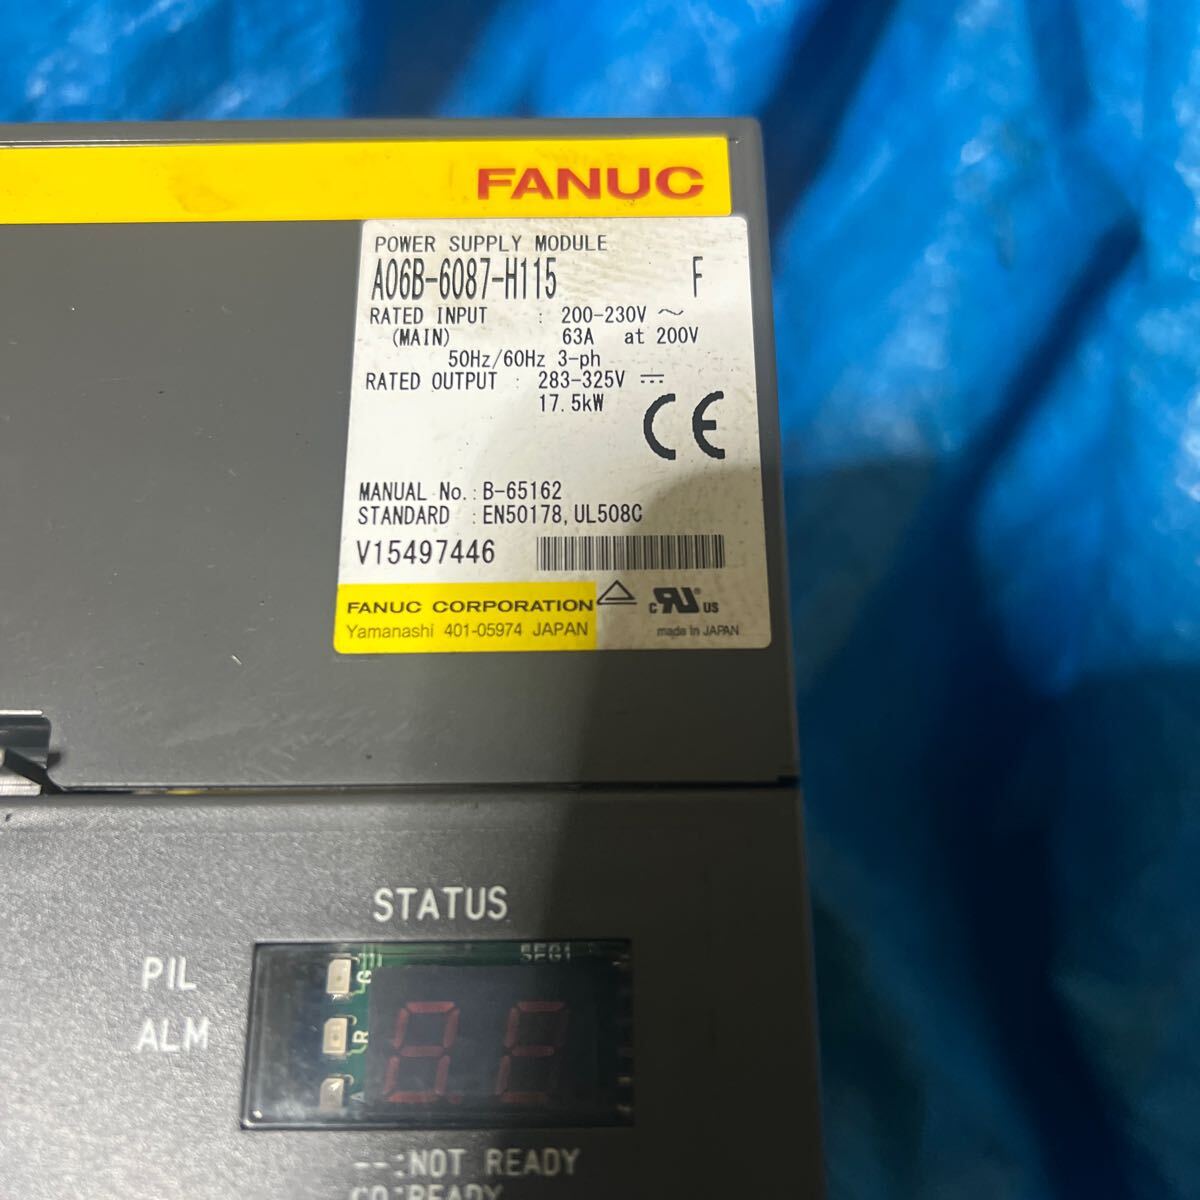 FANUC
POWER SUPPLY MODULE
A06B-6087-H115 F
RATED INPUT : 200-230V ～
(MAIN) 63A at 200V
50Hz/60Hz 3-ph
RATED OUTPUT : 283-325V ⎓
17.5kW
CE
MANUAL No.: B-65162
STANDARD : EN50178, UL508C
V15497446
FANUC CORPORATION
Yamanashi 401-05974 JAPAN
c RU US
made in JAPAN
STATUS
SEG1
PIL
G
ALM
R
A
--:NOT READY